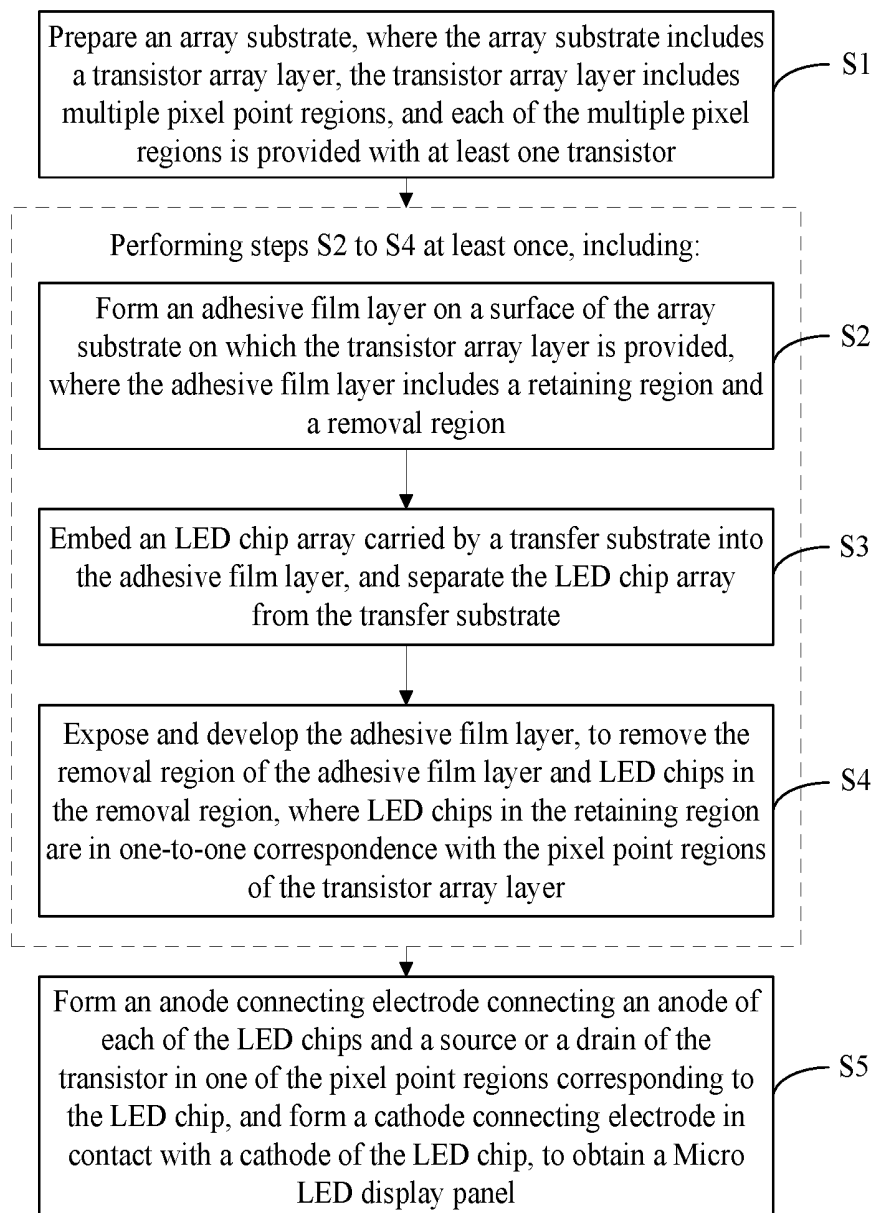 Prepare an array substrate, where the array substrate includes
a transistor array layer, the transistor array layer includes
multiple pixel point regions, and each of the multiple pixel
regions is provided with at least one transistor
S1
Performing steps S2 to S4 at least once, including:
Form an adhesive film layer on a surface of the array
substrate on which the transistor array layer is provided,
where the adhesive film layer includes a retaining region and
a removal region
S2
Embed an LED chip array carried by a transfer substrate into
the adhesive film layer, and separate the LED chip array
from the transfer substrate
S3
Expose and develop the adhesive film layer, to remove the
removal region of the adhesive film layer and LED chips in
the removal region, where LED chips in the retaining region
are in one-to-one correspondence with the pixel point regions
of the transistor array layer
S4
Form an anode connecting electrode connecting an anode of
each of the LED chips and a source or a drain of the
transistor in one of the pixel point regions corresponding to
the LED chip, and form a cathode connecting electrode in
contact with a cathode of the LED chip, to obtain a Micro
LED display panel
S5